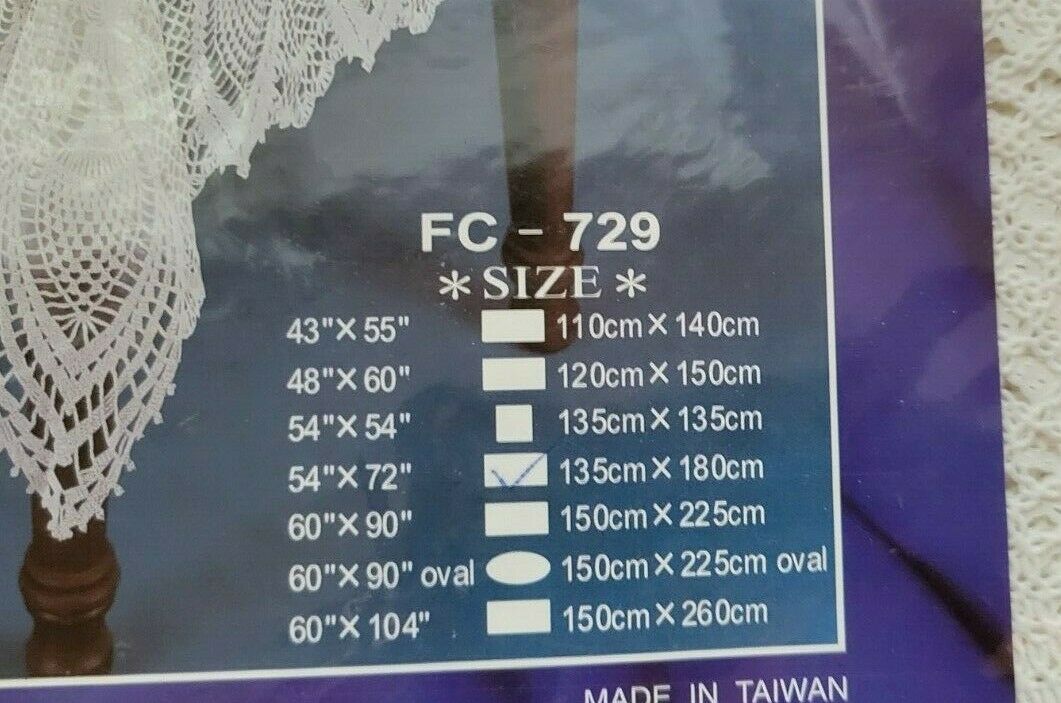 FC - 729
*SIZE*
43"X 55" 110cm X 140cm
48"X 60" 120cm X 150cm
54"X 54" 135cm X 135cm
54"X 72" 135cm X 180cm
60"X 90" 150cm X 225cm
60"X 90" oval 150cm X 225cm oval
60"X 104" 150cm X 260cm
MADE IN TAIWAN